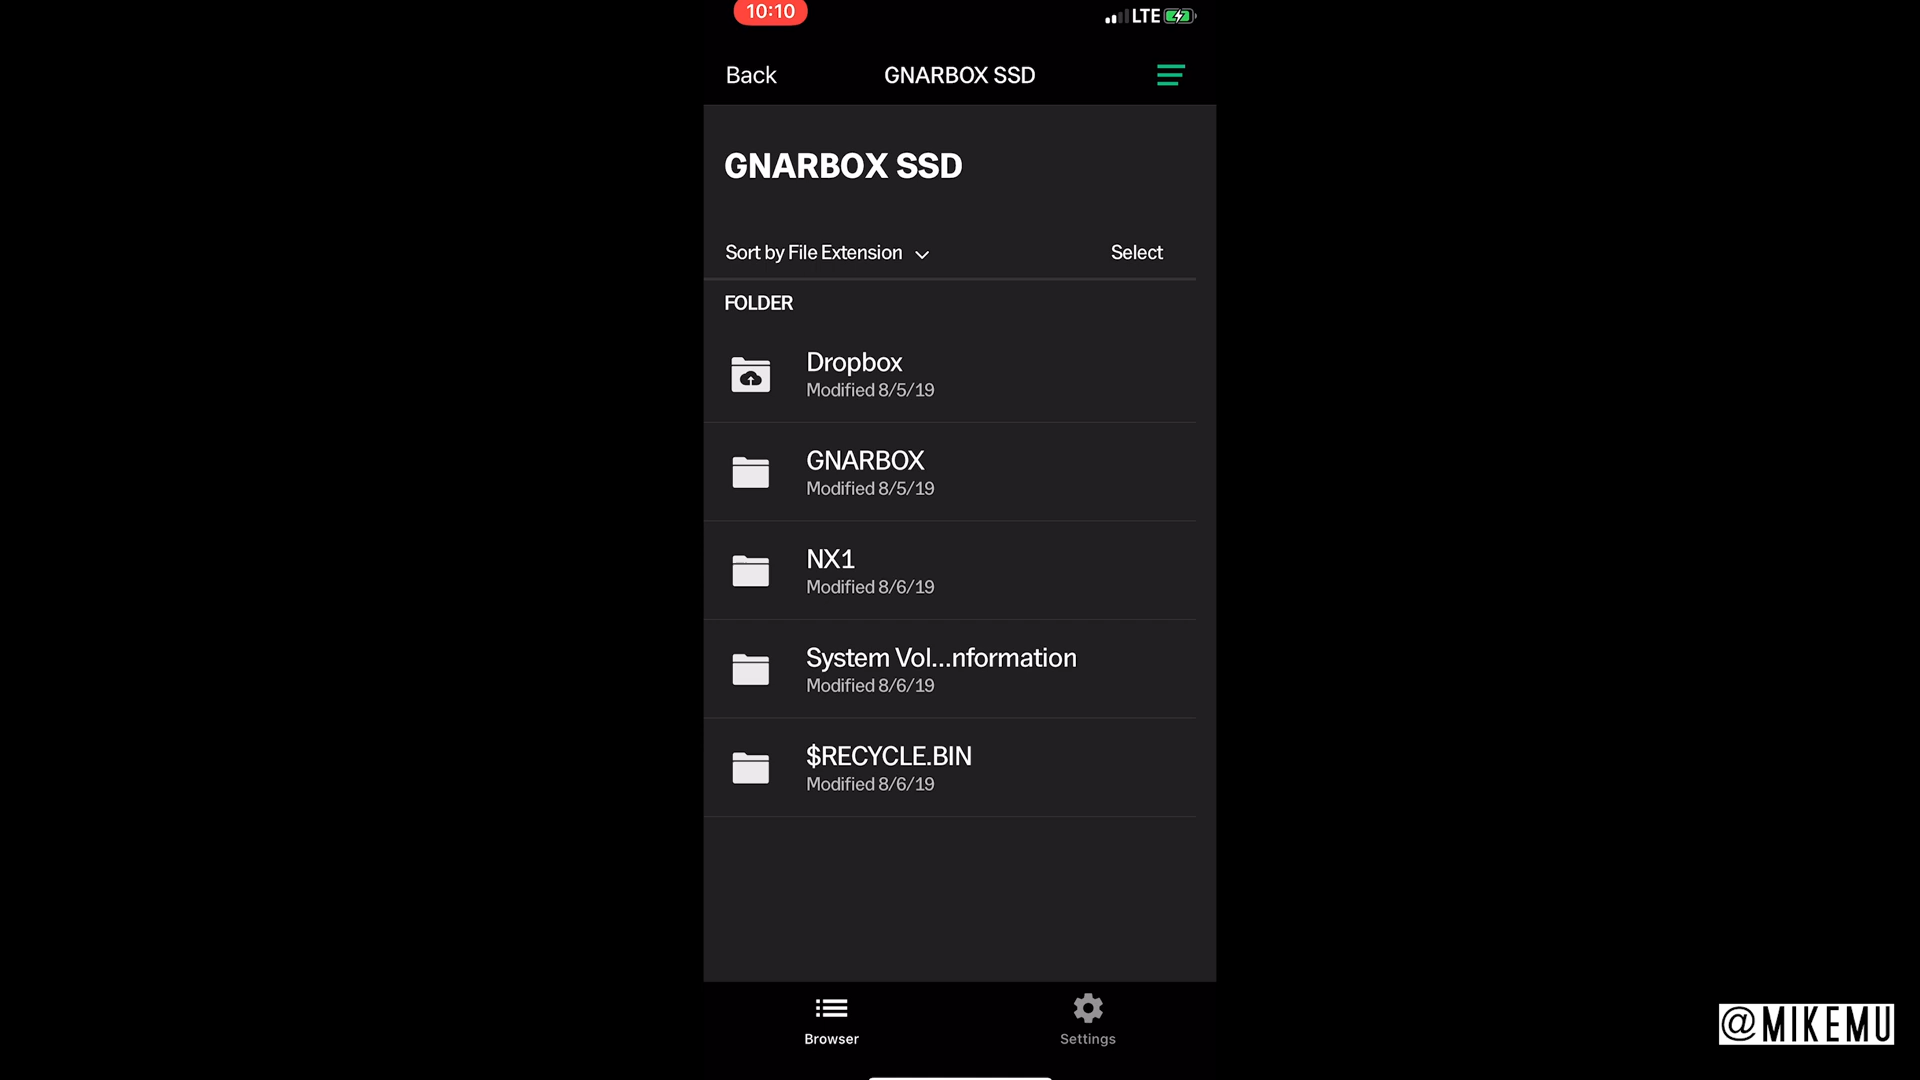 10:10
LTE
Back
GNARBOX SSD
GNARBOX SSD
Sort by File Extension
Select
FOLDER
Dropbox
Modified 8/5/19
GNARBOX
Modified 8/5/19
NX1
Modified 8/6/19
System Vol...nformation
Modified 8/6/19
$RECYCLE.BIN
Modified 8/6/19
Browser
Settings
@MIKEMU